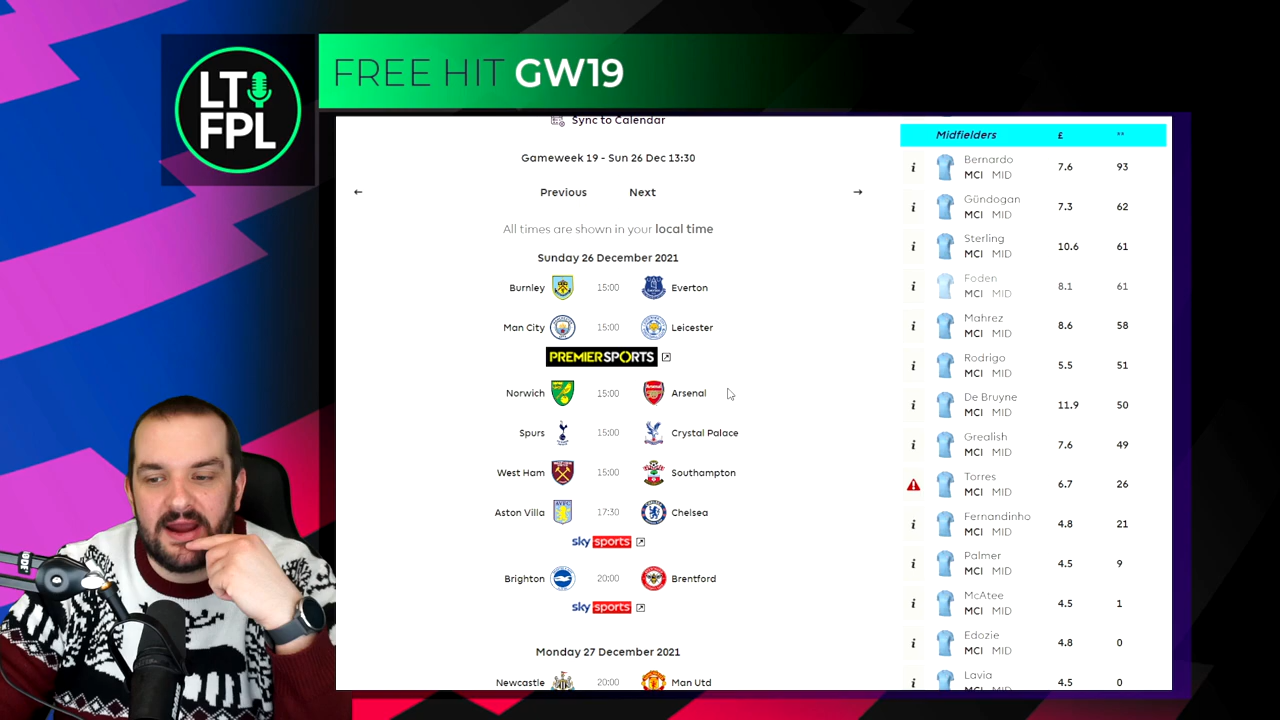 LT
FPL
FREE HIT GW19
Sync to Calendar
Gameweek 19 - Sun 26 Dec 13:30
← Previous Next →
All times are shown in your local time
Sunday 26 December 2021
Burnley 15:00 Everton
Man City 15:00 Leicester
PREMIER SPORTS
Norwich 15:00 Arsenal
Spurs 15:00 Crystal Palace
West Ham 15:00 Southampton
Aston Villa 17:30 Chelsea
sky sports
Brighton 20:00 Brentford
sky sports
Monday 27 December 2021
Newcastle 20:00 Man Utd
Midfielders £ **
Bernardo 7.6 93
MCI MID
Gündogan 7.3 62
MCI MID
Sterling 10.6 61
MCI MID
Foden 8.1 61
MCI MID
Mahrez 8.6 58
MCI MID
Rodrigo 5.5 51
MCI MID
De Bruyne 11.9 50
MCI MID
Grealish 7.6 49
MCI MID
Torres 6.7 26
MCI MID
Fernandinho 4.8 21
MCI MID
Palmer 4.5 9
MCI MID
McAtee 4.5 1
MCI MID
Edozie 4.8 0
MCI MID
Lavia 4.5 0
MCI MID